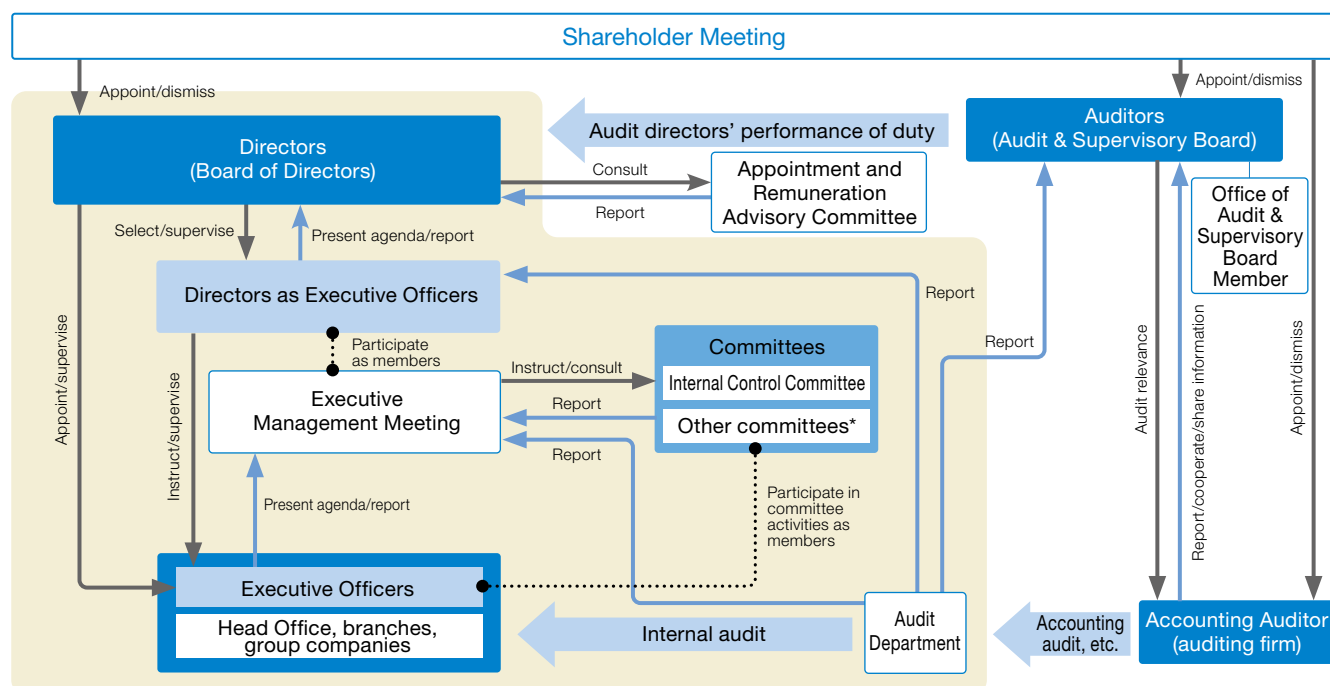 Shareholder Meeting
Appoint/dismiss
Appoint/dismiss
Directors
(Board of Directors)
Audit directors’ performance of duty
Auditors
(Audit & Supervisory Board)
Consult
Report
Appointment and
Remuneration
Advisory Committee
Office of
Audit &
Supervisory
Board
Member
Select/supervise
Present agenda/report
Directors as Executive Officers
Report
Report
Participate
as members
Committees
Internal Control Committee
Other committees*
Instruct/consult
Executive
Management Meeting
Report
Report
Appoint/supervise
Instruct/supervise
Audit relevance
Report/cooperate/share information
Appoint/dismiss
Present agenda/report
Participate in
committee
activities as
members
Executive Officers
Head Office, branches,
group companies
Internal audit
Audit
Department
Accounting
audit, etc.
Accounting Auditor
(auditing firm)